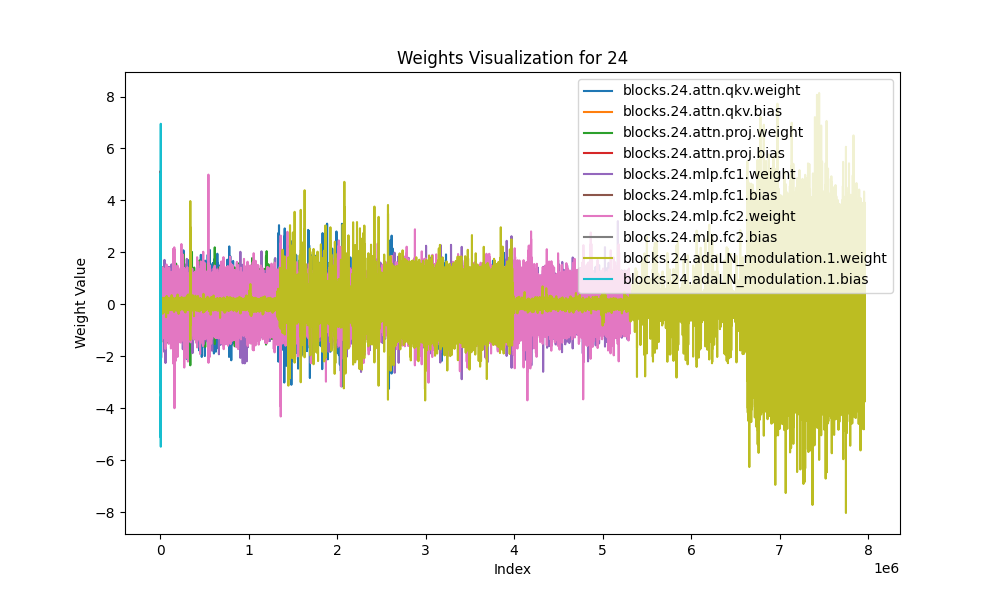 Weights Visualization for 24
blocks.24.attn.qkv.weight
blocks.24.attn.qkv.bias
blocks.24.attn.proj.weight
blocks.24.attn.proj.bias
blocks.24.mlp.fc1.weight
blocks.24.mlp.fc1.bias
blocks.24.mlp.fc2.weight
blocks.24.mlp.fc2.bias
blocks.24.adaLN_modulation.1.weight
blocks.24.adaLN_modulation.1.bias
Weight Value
8
6
4
2
0
−2
−4
−6
−8
0 1 2 3 4 5 6 7 8
1e6
Index